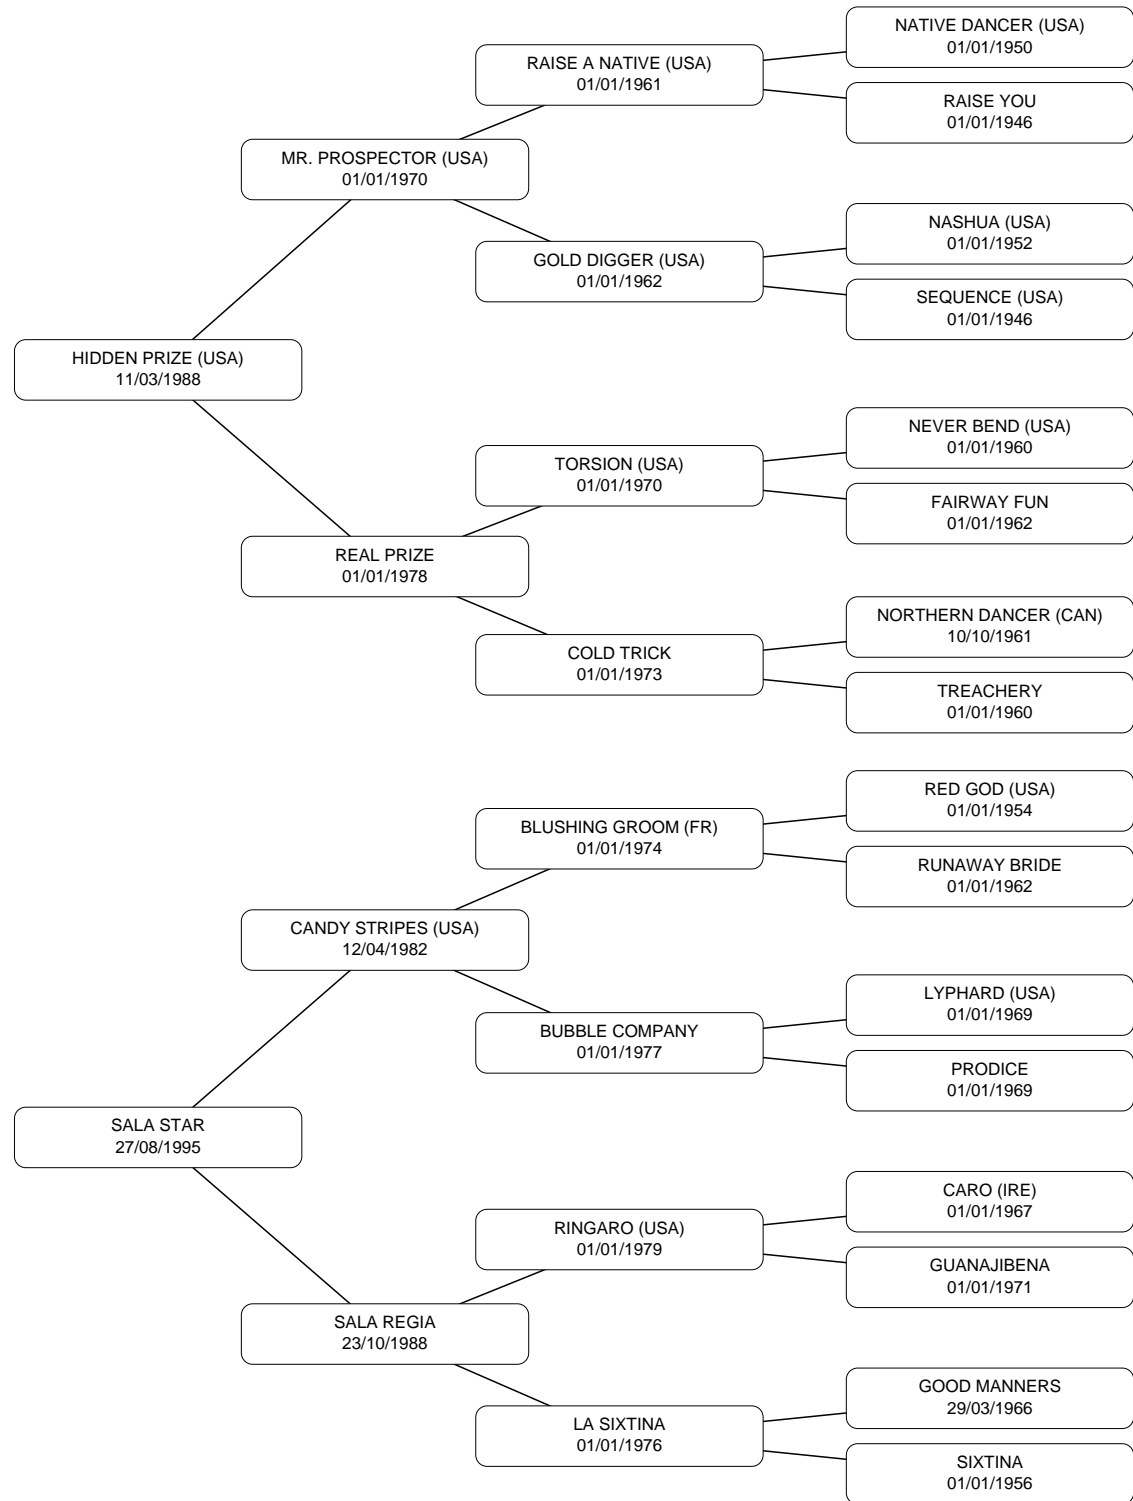 NATIVE DANCER (USA)
01/01/1950
RAISE A NATIVE (USA)
01/01/1961
RAISE YOU
01/01/1946
MR. PROSPECTOR (USA)
01/01/1970
NASHUA (USA)
01/01/1952
GOLD DIGGER (USA)
01/01/1962
SEQUENCE (USA)
01/01/1946
HIDDEN PRIZE (USA)
11/03/1988
NEVER BEND (USA)
01/01/1960
TORSION (USA)
01/01/1970
FAIRWAY FUN
01/01/1962
REAL PRIZE
01/01/1978
NORTHERN DANCER (CAN)
10/10/1961
COLD TRICK
01/01/1973
TREACHERY
01/01/1960
RED GOD (USA)
01/01/1954
BLUSHING GROOM (FR)
01/01/1974
RUNAWAY BRIDE
01/01/1962
CANDY STRIPES (USA)
12/04/1982
LYPHARD (USA)
01/01/1969
BUBBLE COMPANY
01/01/1977
PRODICE
01/01/1969
SALA STAR
27/08/1995
CARO (IRE)
01/01/1967
RINGARO (USA)
01/01/1979
GUANAJIBENA
01/01/1971
SALA REGIA
23/10/1988
GOOD MANNERS
29/03/1966
LA SIXTINA
01/01/1976
SIXTINA
01/01/1956